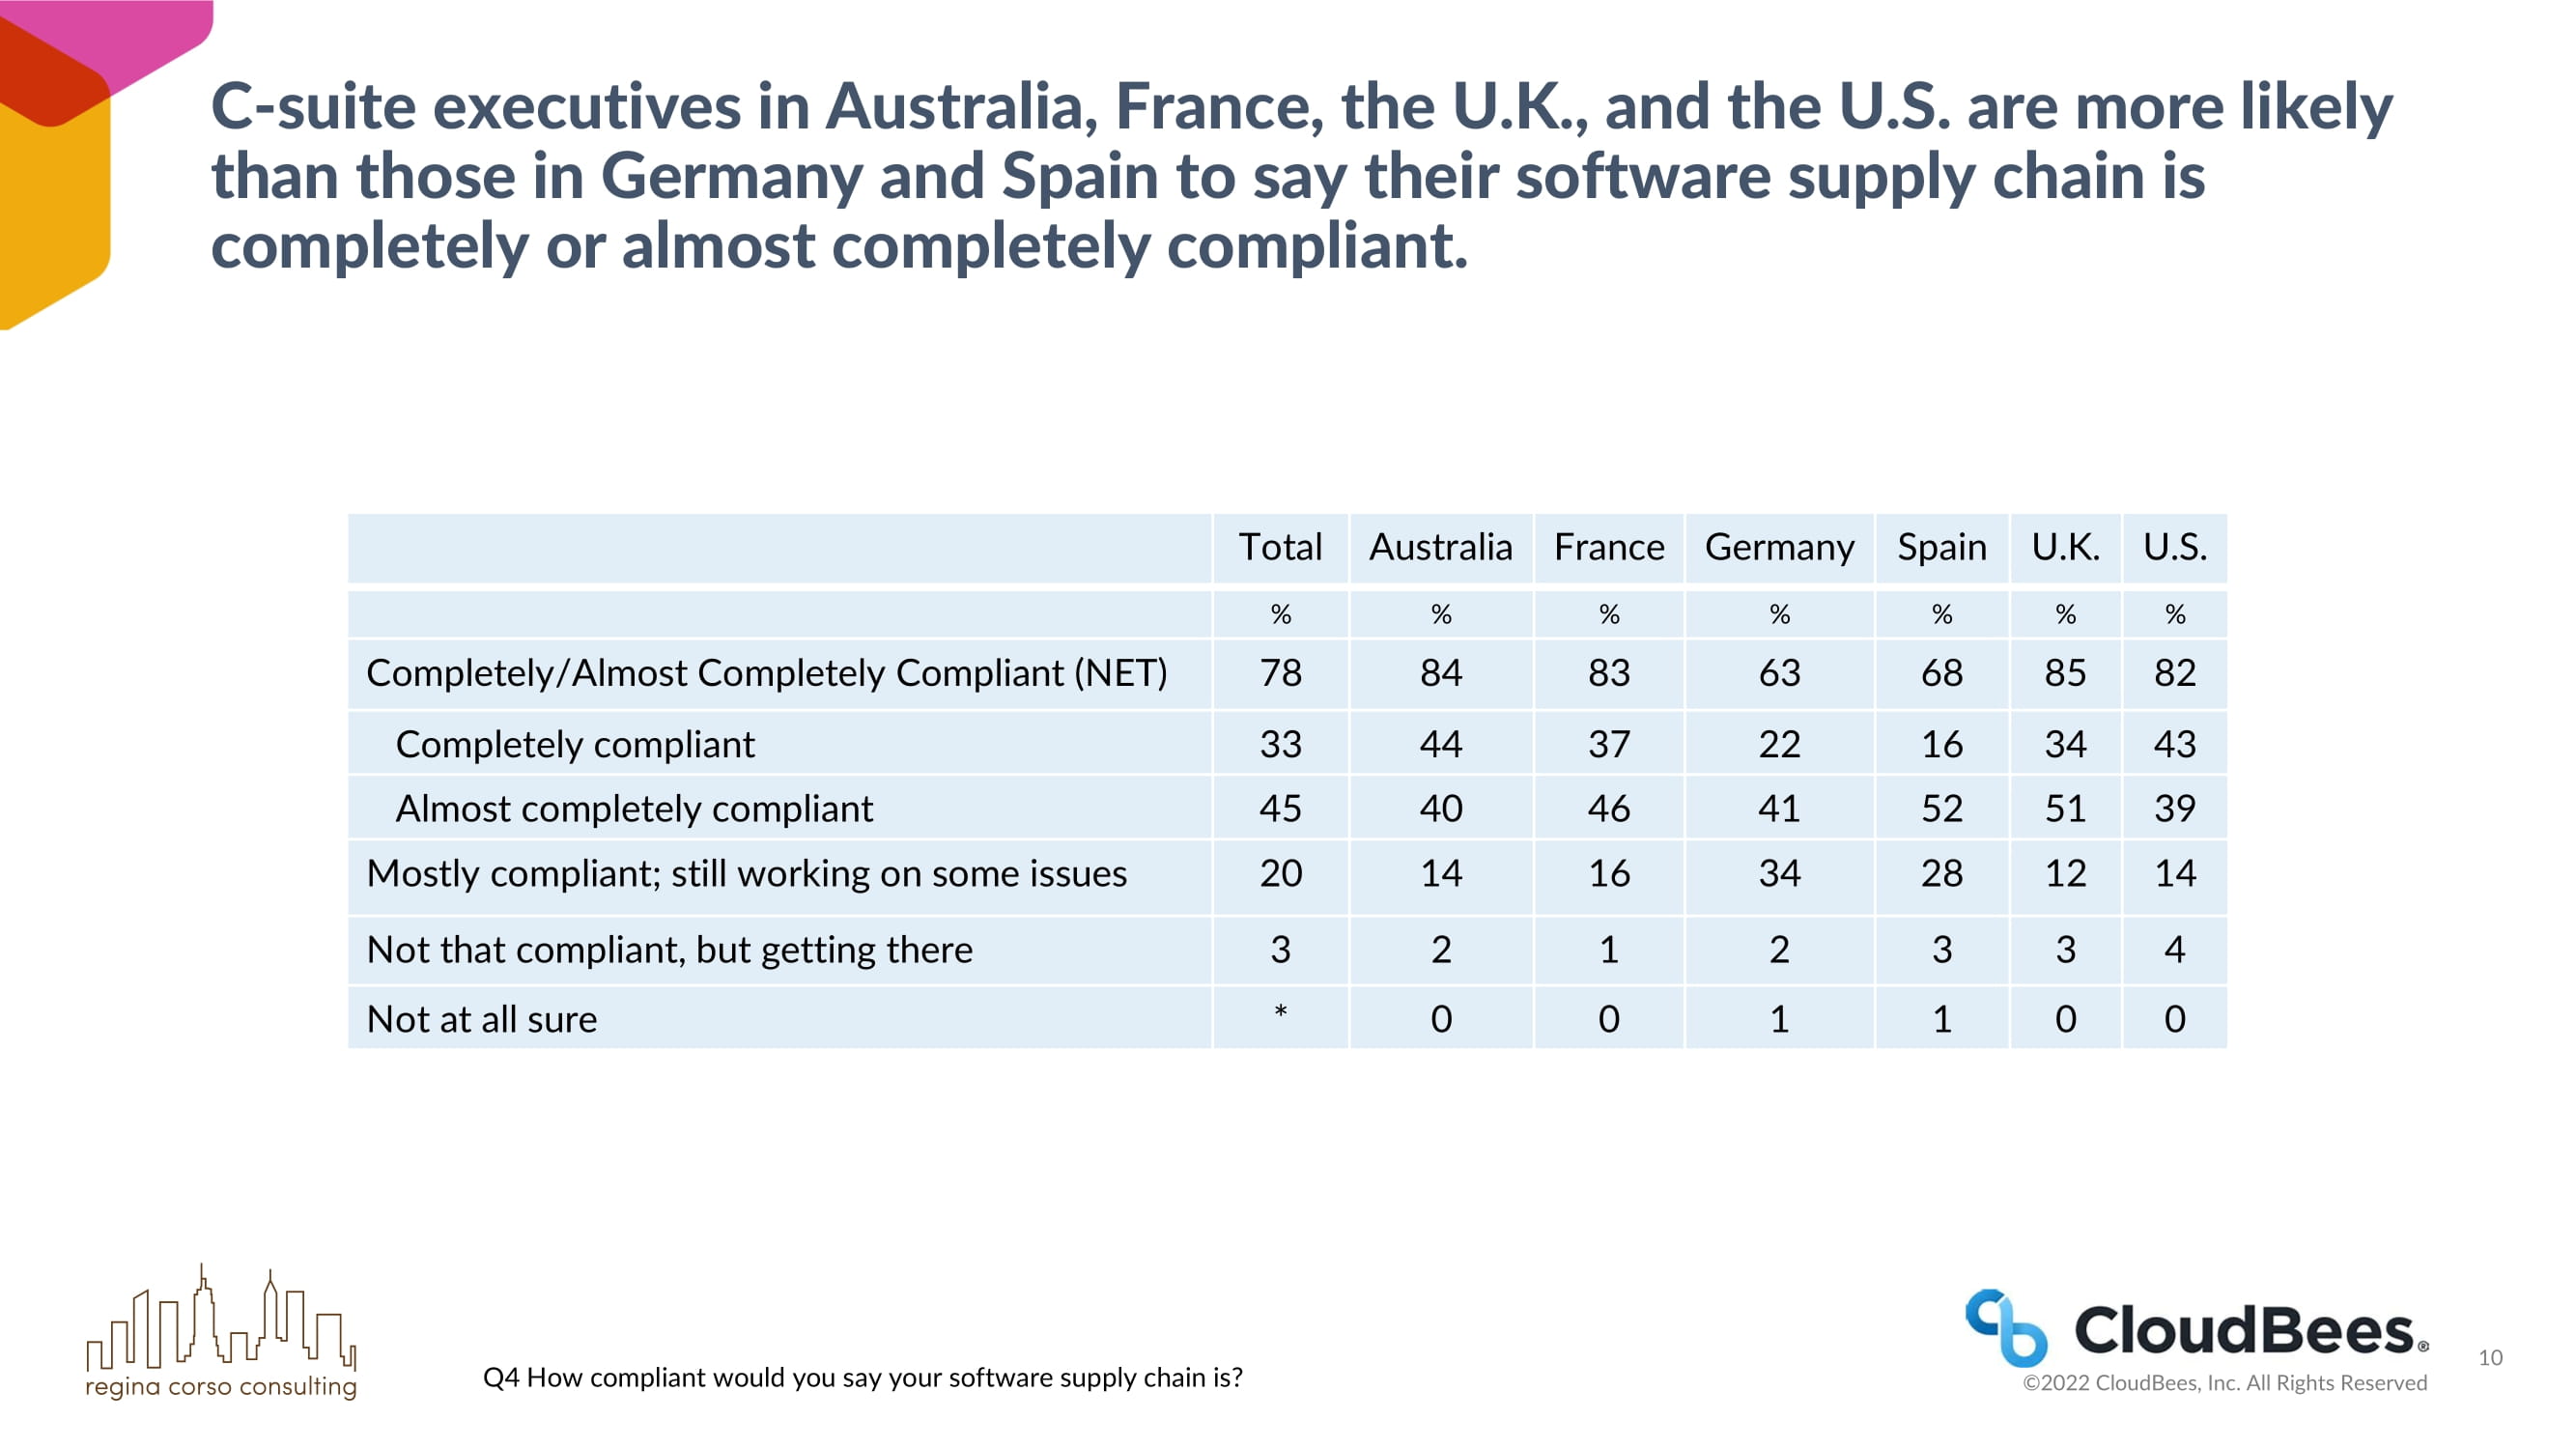 C-suite executives in Australia, France, the U.K., and the U.S. are more likely
than those in Germany and Spain to say their software supply chain is
completely or almost completely compliant.
Total Australia France Germany Spain U.K. U.S.
% % % % % % %
Completely/Almost Completely Compliant (NET) 78 84 83 63 68 85 82
Completely compliant 33 44 37 22 16 34 43
Almost completely compliant 45 40 46 41 52 51 39
Mostly compliant; still working on some issues 20 14 16 34 28 12 14
Not that compliant, but getting there 3 2 1 2 3 3 4
Not at all sure * 0 0 1 1 0 0
regina corso consulting
Q4 How compliant would you say your software supply chain is?
CloudBees®
©2022 CloudBees, Inc. All Rights Reserved
10